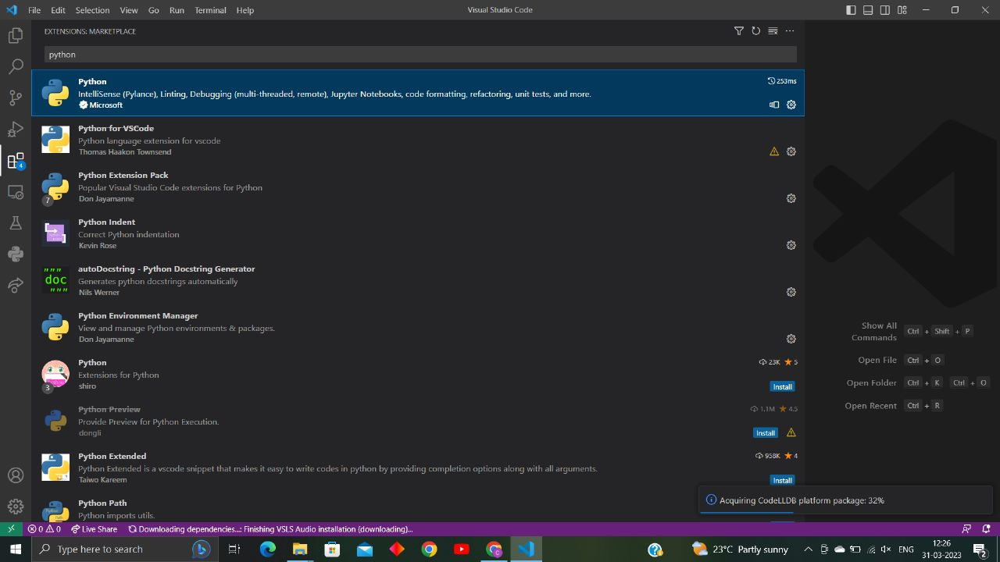 File Edit Selection View Go Run Terminal Help
Visual Studio Code
EXTENSIONS: MARKETPLACE
python
Python
253ms
IntelliSense (Pylance), Linting, Debugging (multi-threaded, remote), Jupyter Notebooks, code formatting, refactoring, unit tests, and more.
Microsoft
Python for VSCode
Python language extension for vscode
Thomas Haakon Townsend
Python Extension Pack
Popular Visual Studio Code extensions for Python
7
Don Jayamanne
Python Indent
Correct Python indentation
Kevin Rose
autoDocstring - Python Docstring Generator
""" doc """
Generates python docstrings automatically
Nils Werner
Python Environment Manager
View and manage Python environments & packages.
Don Jayamanne
Python
23K 5
Extensions for Python
3
shiro
Install
Python Preview
1.1M 4.5
Provide Preview for Python Execution.
dongli
Install
Python Extended
958K 4
Python Extended is a vscode snippet that makes it easy to write codes in python by providing completion options along with all arguments.
Taiwo Kareem
Install
Python Path
Python imports utils.
4
Show All Commands Ctrl + Shift + P
Open File Ctrl + O
Open Folder Ctrl + K Ctrl + O
Open Recent Ctrl + R
Acquiring CodeLLDB platform package: 32%
0 0 Live Share Downloading dependencies...: Finishing VSLS Audio installation (downloading)...
Type here to search
23°C Partly sunny
ENG
12:26
31-03-2023
2